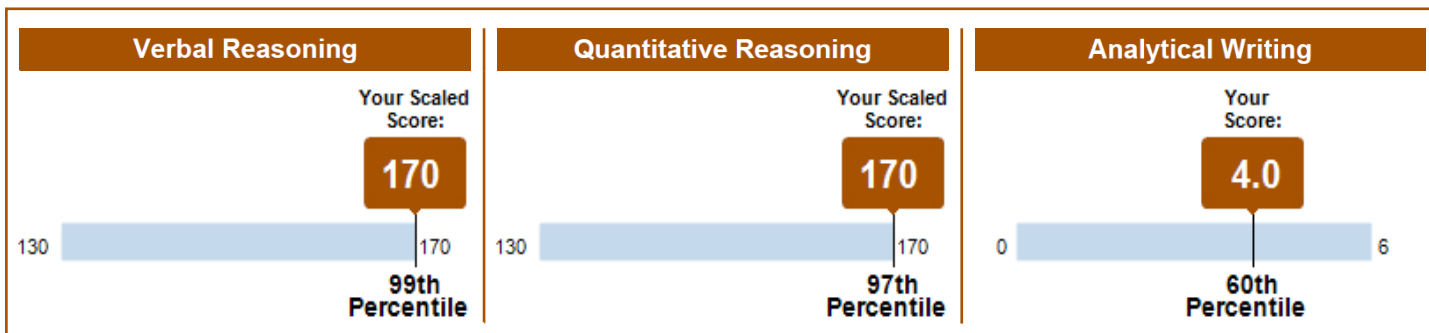 Verbal Reasoning
Your Scaled
Score:
170
130
170
99th
Percentile
Quantitative Reasoning
Your Scaled
Score:
170
130
170
97th
Percentile
Analytical Writing
Your
Score:
4.0
0
6
60th
Percentile